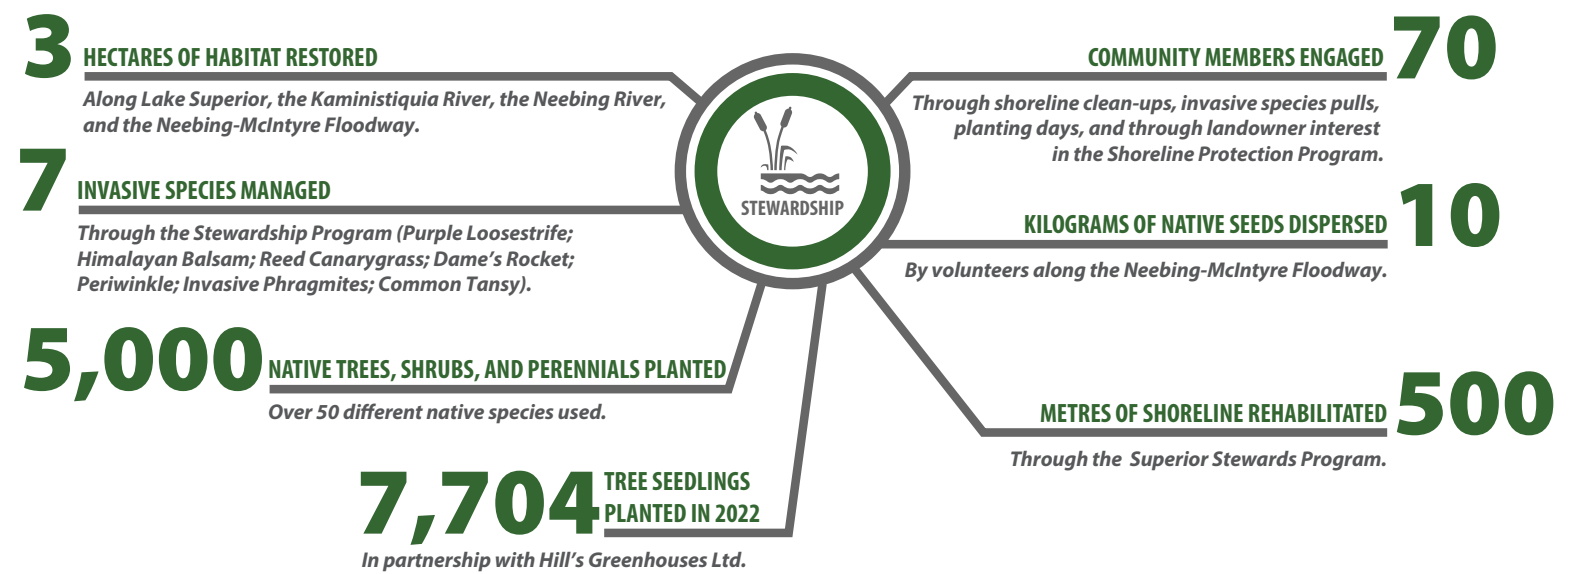 3
HECTARES OF HABITAT RESTORED
Along Lake Superior, the Kaministiquia River, the Neebing River,
and the Neebing-McIntyre Floodway.
7
INVASIVE SPECIES MANAGED
Through the Stewardship Program (Purple Loosestrife;
Himalayan Balsam; Reed Canarygrass; Dame’s Rocket;
Periwinkle; Invasive Phragmites; Common Tansy).
5,000
NATIVE TREES, SHRUBS, AND PERENNIALS PLANTED
Over 50 different native species used.
7,704
TREE SEEDLINGS
PLANTED IN 2022
In partnership with Hill’s Greenhouses Ltd.
STEWARDSHIP
COMMUNITY MEMBERS ENGAGED
70
Through shoreline clean-ups, invasive species pulls,
planting days, and through landowner interest
in the Shoreline Protection Program.
KILOGRAMS OF NATIVE SEEDS DISPERSED
10
By volunteers along the Neebing-McIntyre Floodway.
METRES OF SHORELINE REHABILITATED
500
Through the Superior Stewards Program.